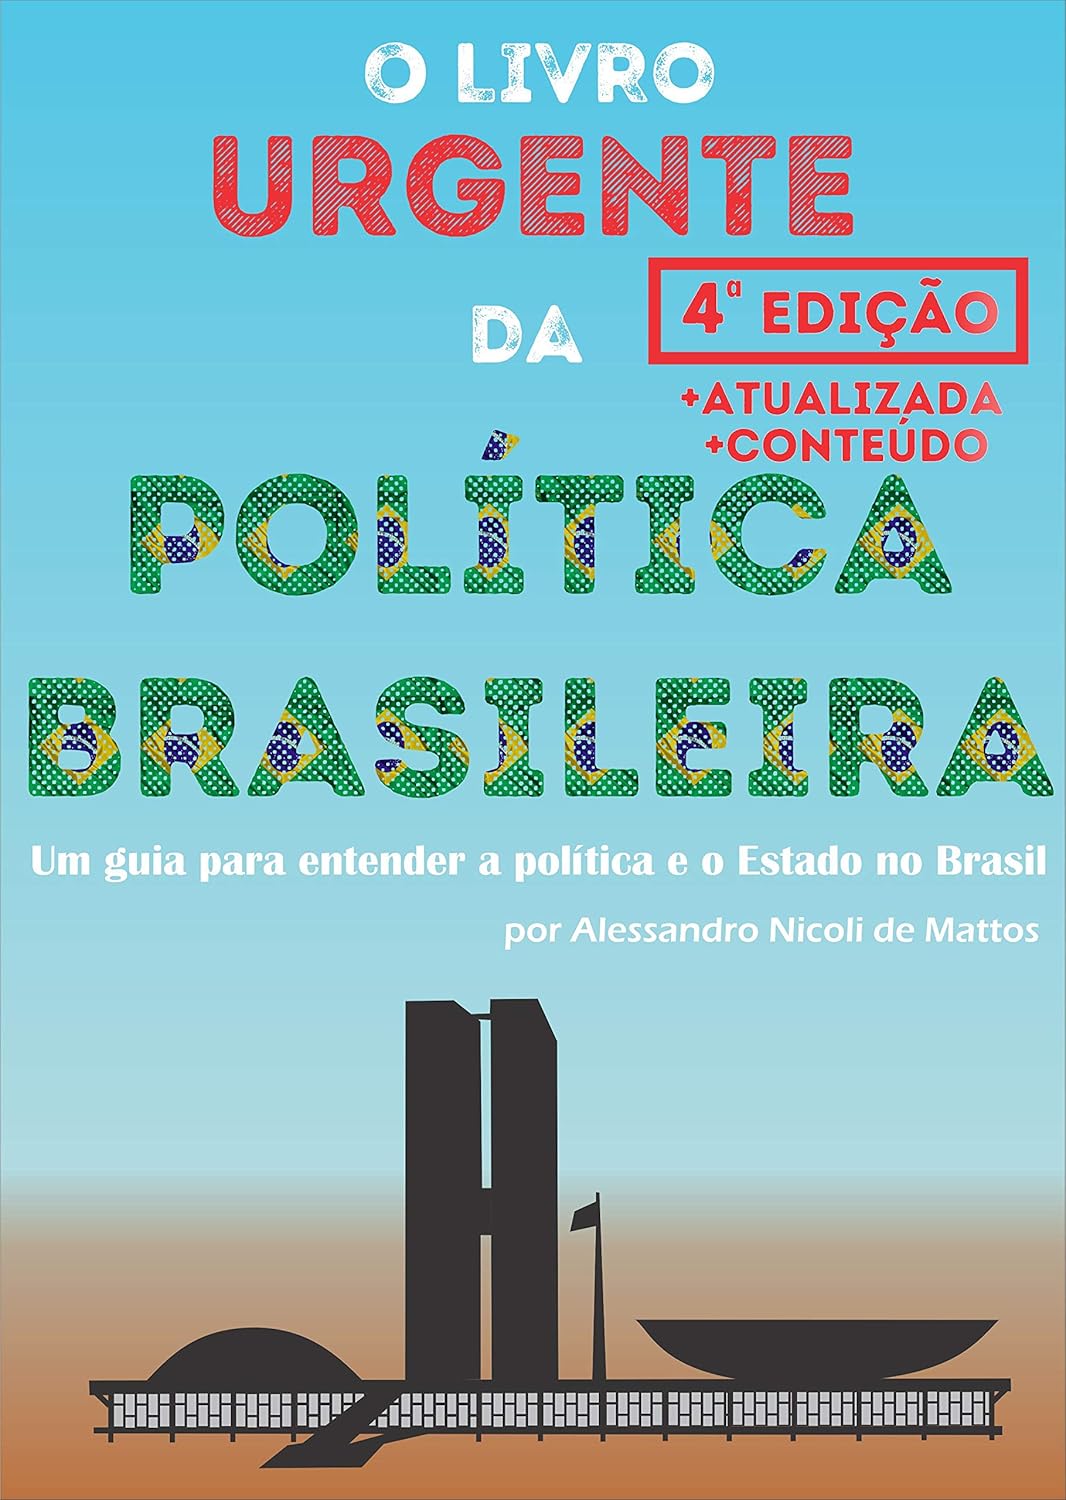 O LIVRO
URGENTE
DA
4ª EDIÇÃO
+ATUALIZADA
+CONTEÚDO
POLÍTICA
BRASILEIRA
Um guia para entender a política e o Estado no Brasil
por Alessandro Nicoli de Mattos